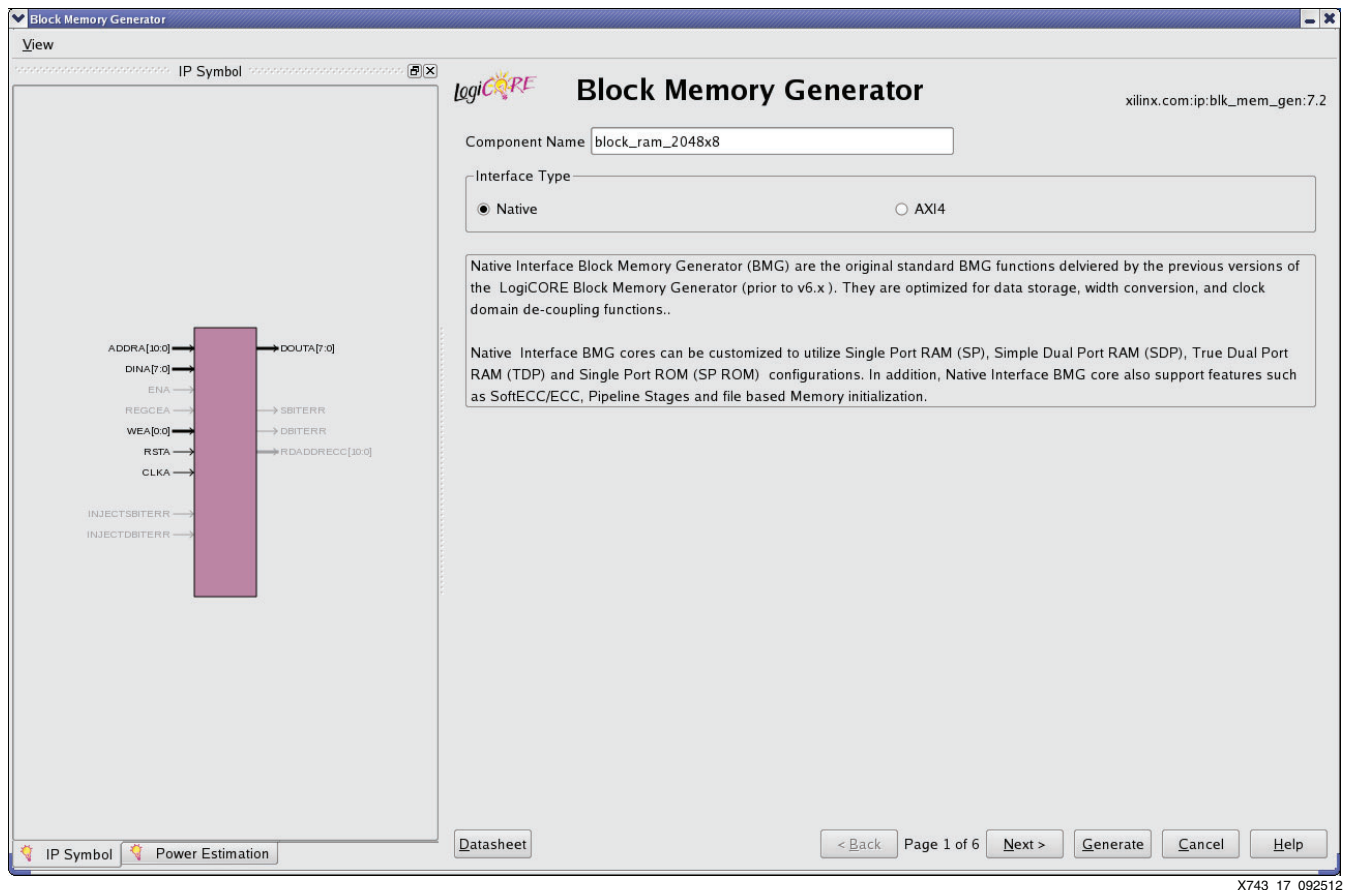 Block Memory Generator
View
IP Symbol
ADDRA[10:0]
DINA[7:0]
ENA
REGCEA
WEA[0:0]
RSTA
CLKA
INJECTSBITERR
INJECTDBITERR
DOUTA[7:0]
SBITERR
DBITERR
RDADDRECC[10:0]
IP Symbol
Power Estimation
LogiCORE
Block Memory Generator
xilinx.com:ip:blk_mem_gen:7.2
Component Name block_ram_2048x8
Interface Type
Native AXI4
Native Interface Block Memory Generator (BMG) are the original standard BMG functions delviered by the previous versions of
the LogiCORE Block Memory Generator (prior to v6.x ). They are optimized for data storage, width conversion, and clock
domain de-coupling functions..
Native Interface BMG cores can be customized to utilize Single Port RAM (SP), Simple Dual Port RAM (SDP), True Dual Port
RAM (TDP) and Single Port ROM (SP ROM) configurations. In addition, Native Interface BMG core also support features such
as SoftECC/ECC, Pipeline Stages and file based Memory initialization.
Datasheet < Back Page 1 of 6 Next > Generate Cancel Help
X743_17_092512